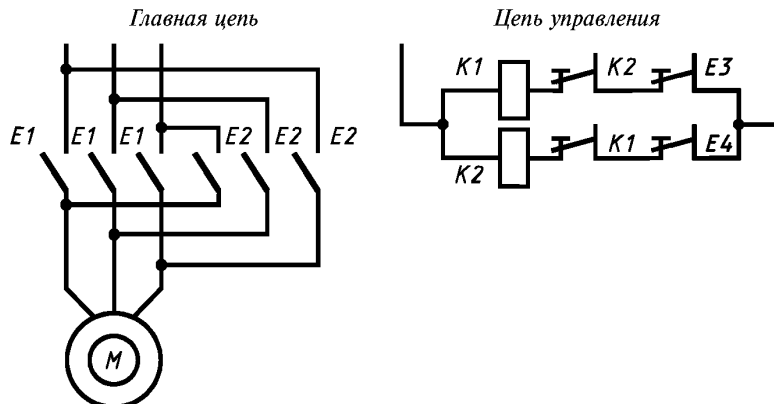 Главная цепь
Цепь управления
K1 K2 E3
E1 E1 E1 E2 E2 E2
K2 K1 E4
M